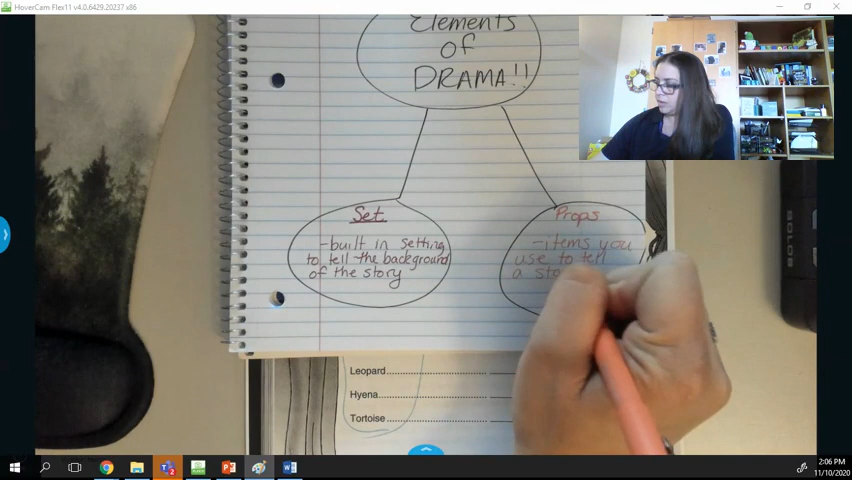 HoverCam Flex11 v4.0.6429.20237 x86
Elements
of
DRAMA!!
Set
-built in setting
to tell the background
of the story
Props
-items you
use to tell
a
Leopard
Hyena
Tortoise
SOLO
2:06 PM
11/10/2020